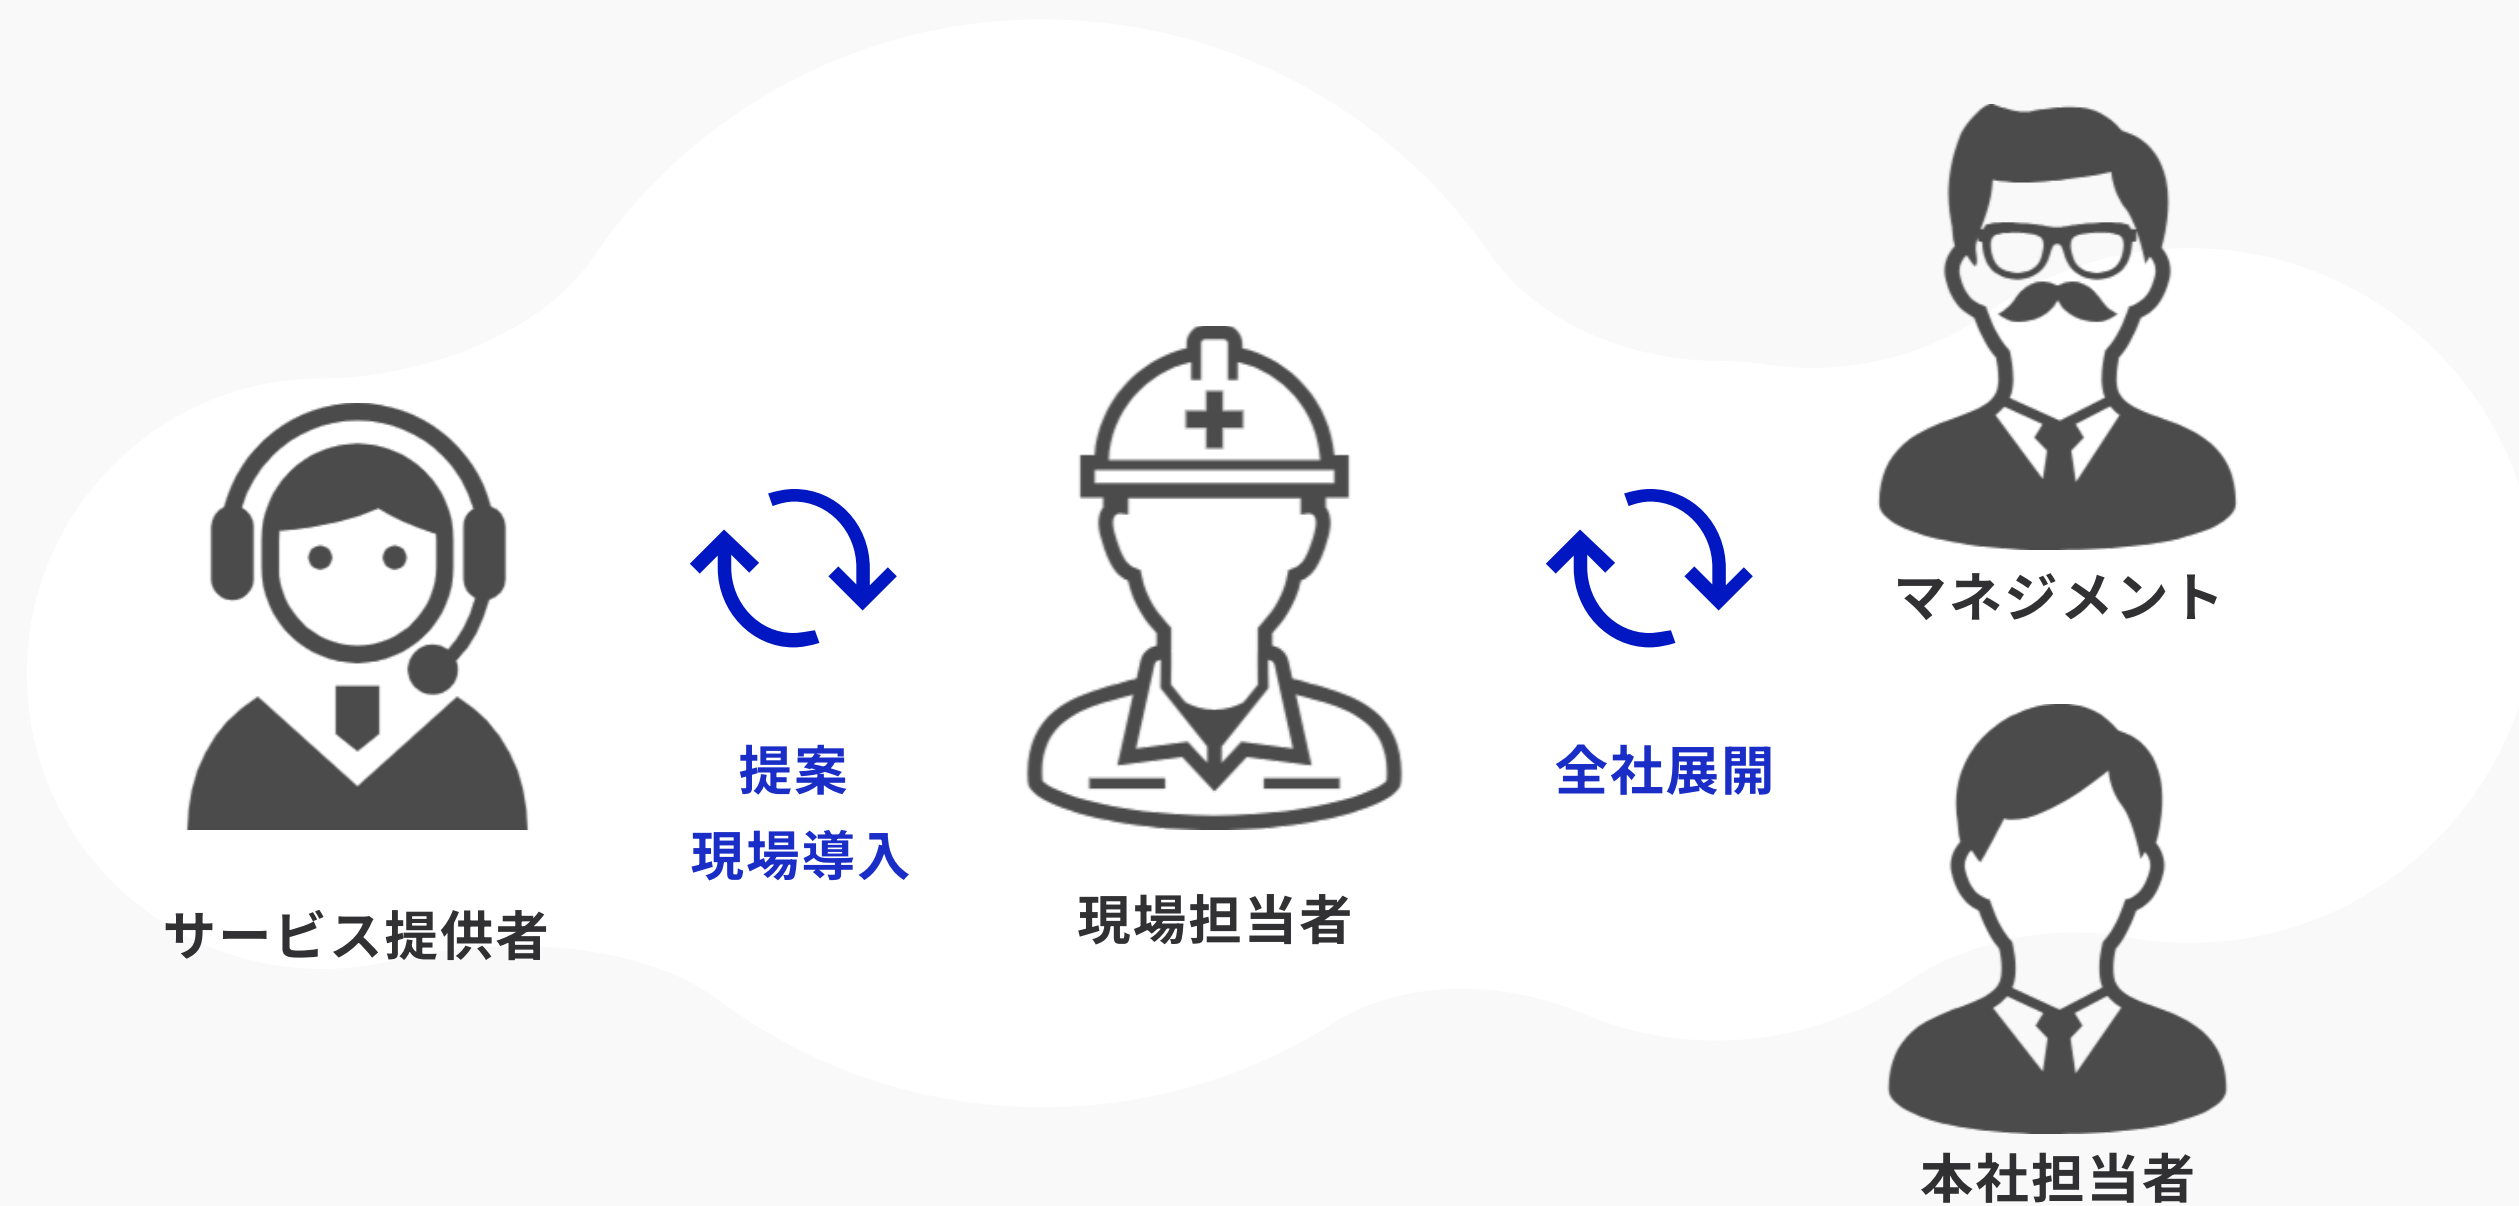 サービス提供者
提案
現場導入
現場担当者
全社展開
マネジメント
本社担当者